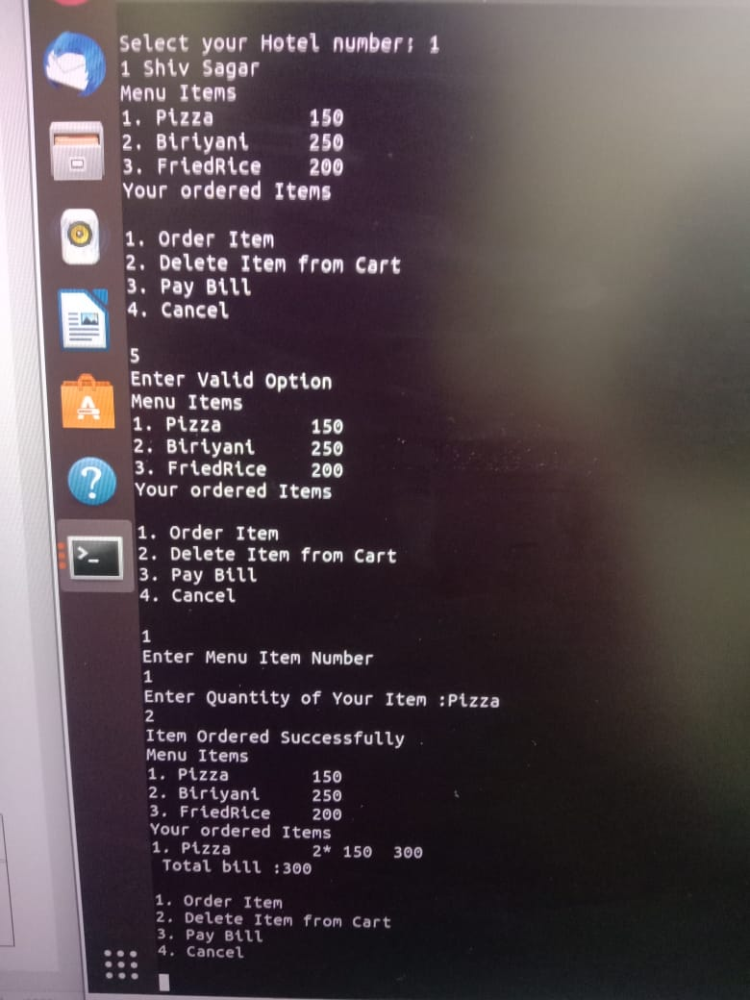 Select your Hotel number: 1
1 Shiv Sagar
Menu Items
1. Pizza 150
2. Biriyani 250
3. FriedRice 200
Your ordered Items
1. Order Item
2. Delete Item from Cart
3. Pay Bill
4. Cancel
5
Enter Valid Option
Menu Items
1. Pizza 150
2. Biriyani 250
3. FriedRice 200
Your ordered Items
1. Order Item
2. Delete Item from Cart
3. Pay Bill
4. Cancel
1
Enter Menu Item Number
1
Enter Quantity of Your Item :Pizza
2
Item Ordered Successfully
Menu Items
1. Pizza 150
2. Biriyani 250
3. FriedRice 200
Your ordered Items
1. Pizza 2* 150 300
Total bill :300
1. Order Item
2. Delete Item from Cart
3. Pay Bill
4. Cancel